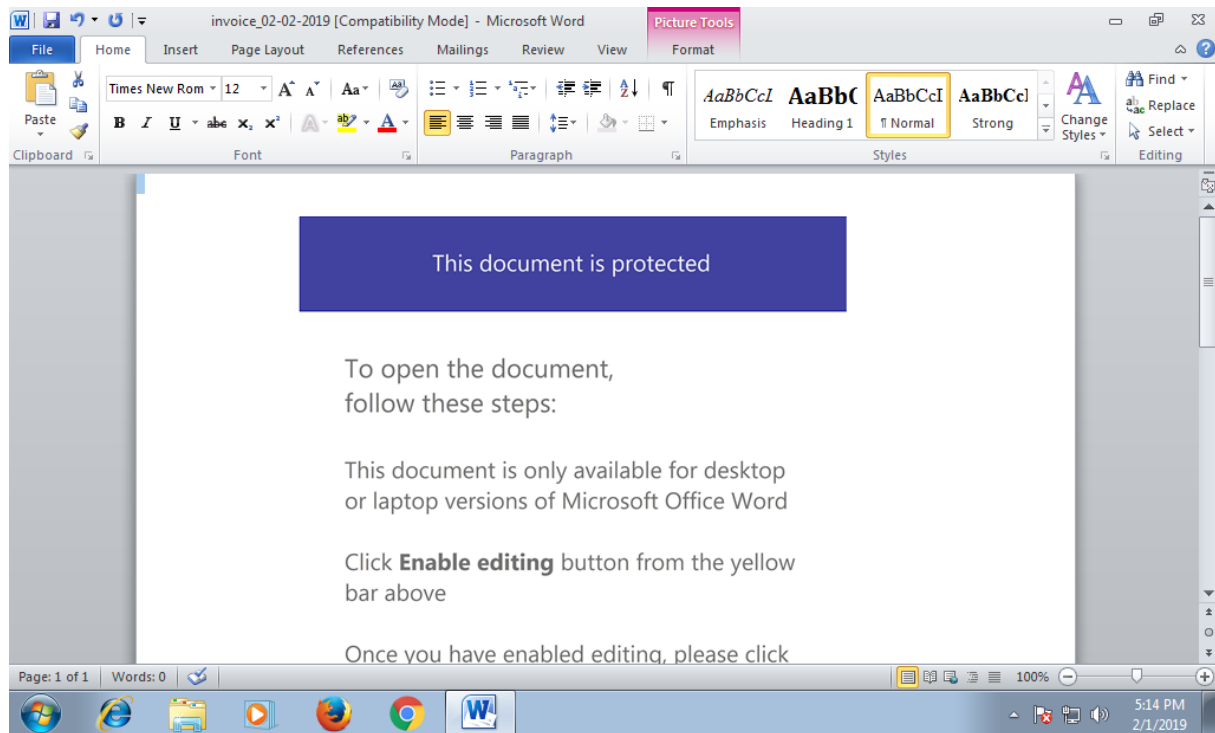 invoice_02-02-2019 [Compatibility Mode] - Microsoft Word
Picture Tools
File Home Insert Page Layout References Mailings Review View Format
Times New Rom 12 Aa
Paste
B I U abc x₂ x² A aby A
AaBbCcI AaBb( AaBbCcI AaBbCcl
Emphasis Heading 1 ¶ Normal Strong
Change
Styles
Find
Replace
Select
Clipboard Font Paragraph Styles Editing
This document is protected
To open the document,
follow these steps:
This document is only available for desktop
or laptop versions of Microsoft Office Word
Click Enable editing button from the yellow
bar above
Once you have enabled editing, please click
Page: 1 of 1 Words: 0 100%
5:14 PM
2/1/2019